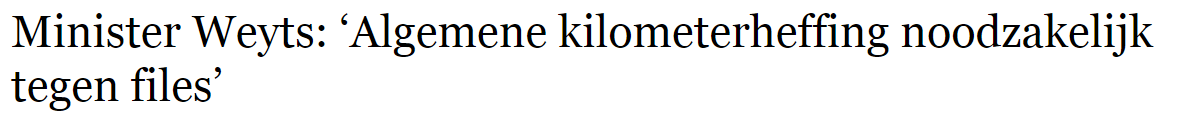 Minister Weyts: ‘Algemene kilometerheffing noodzakelijk
tegen files’